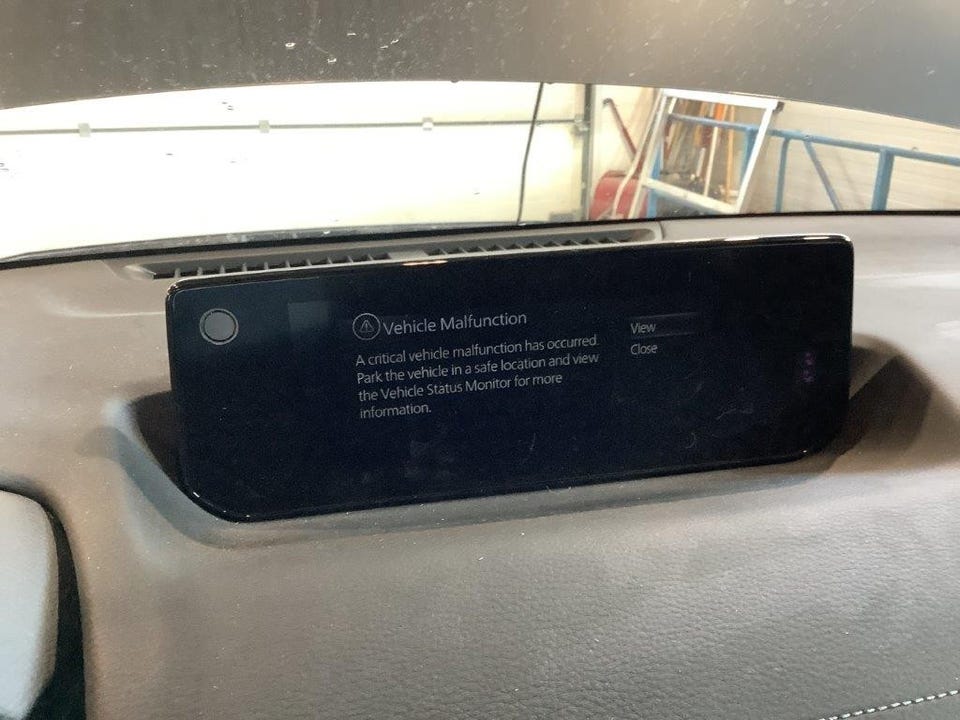 Vehicle Malfunction
A critical vehicle malfunction has occurred.
Park the vehicle in a safe location and view
the Vehicle Status Monitor for more
information.
View
Close